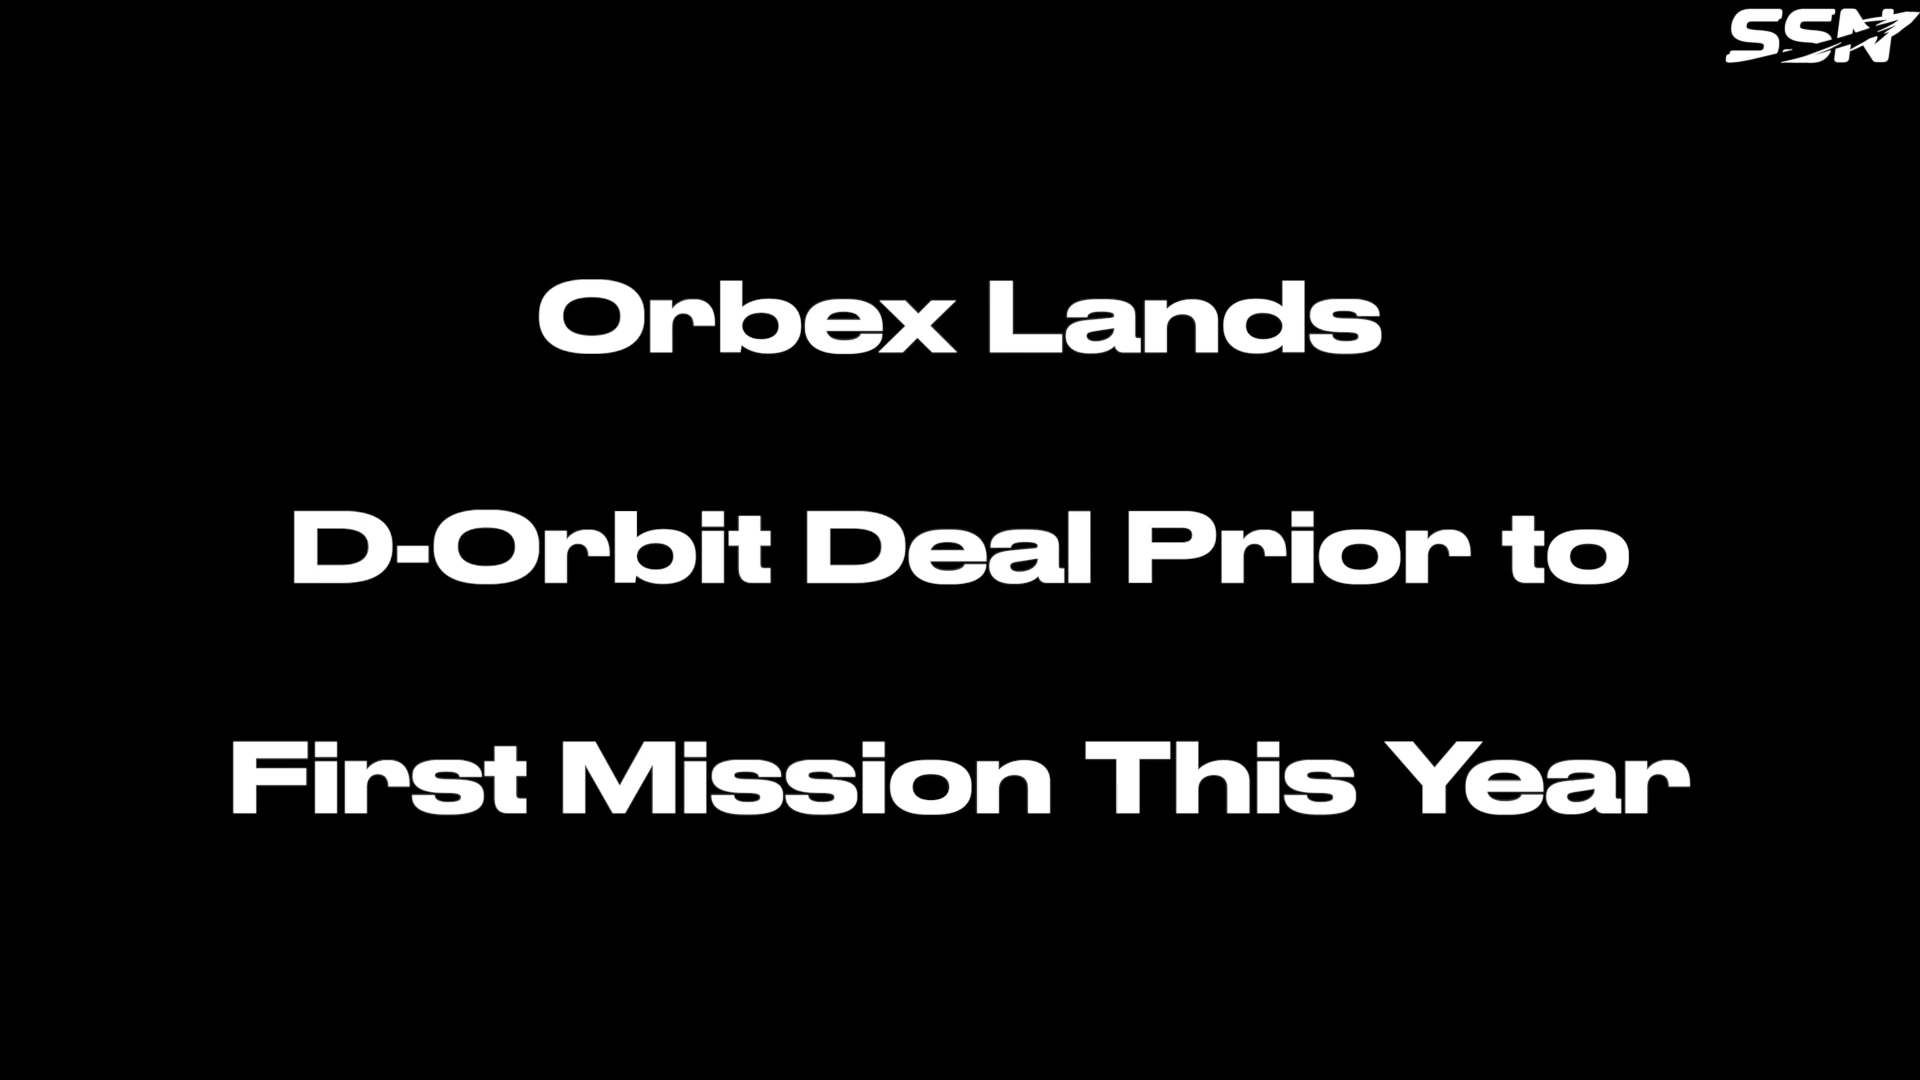 SSN
Orbex Lands
D-Orbit Deal Prior to
First Mission This Year